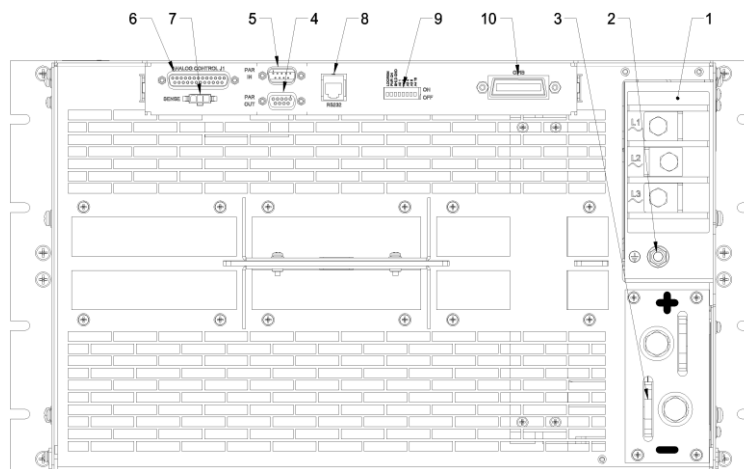 6 7 5 4 8 9 10 3 2 1
ANALOG CONTROL J1
PAR
IN
GPIB
ON
SENSE
PAR
OUT
RS232
OFF
L1
L2
L3
+
-